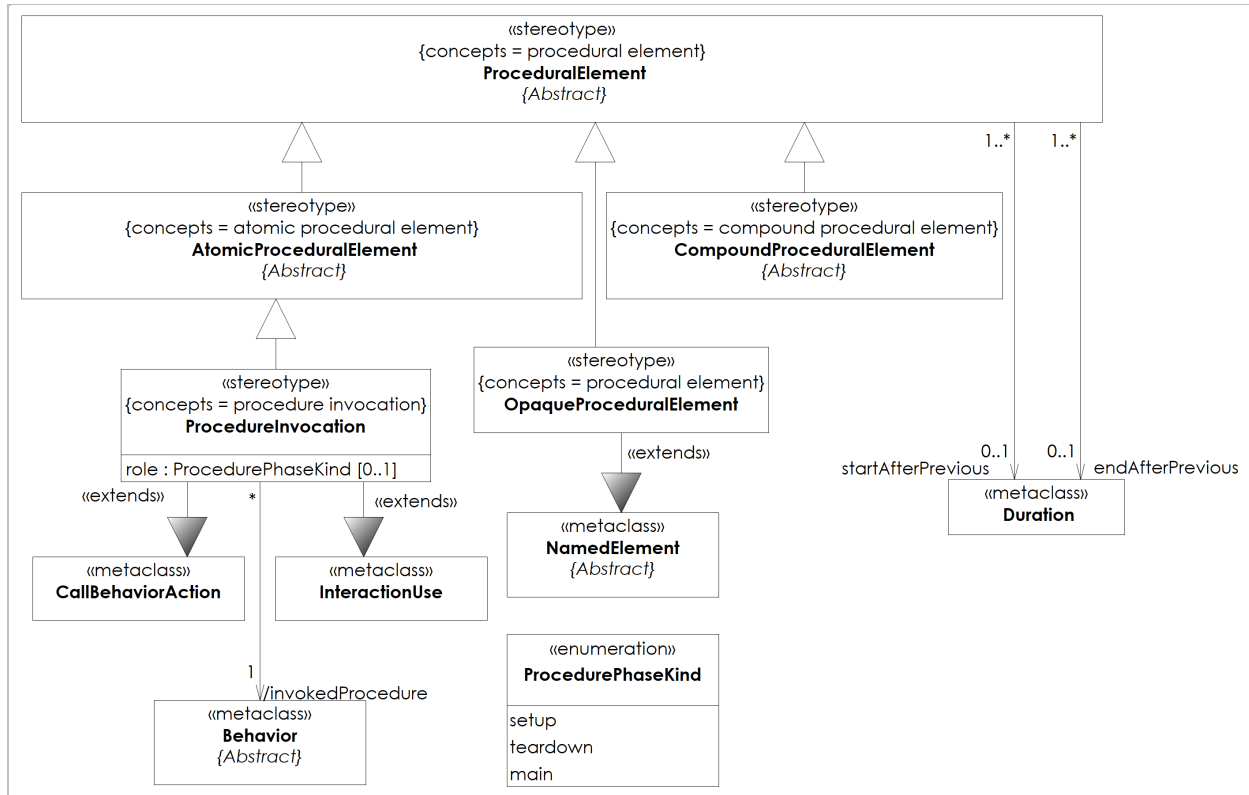 «stereotype»
{concepts = procedural element}
ProceduralElement
{Abstract}
1..*
1..*
«stereotype»
{concepts = atomic procedural element}
AtomicProceduralElement
{Abstract}
«stereotype»
{concepts = compound procedural element}
CompoundProceduralElement
{Abstract}
«stereotype»
{concepts = procedure invocation}
ProcedureInvocation
role : ProcedurePhaseKind [0..1]
«stereotype»
{concepts = procedural element}
OpaqueProceduralElement
«extends»
*
«extends»
«extends»
0..1
0..1
startAfterPrevious
endAfterPrevious
«metaclass»
Duration
«metaclass»
NamedElement
{Abstract}
«metaclass»
CallBehaviorAction
«metaclass»
InteractionUse
1
/invokedProcedure
«metaclass»
Behavior
{Abstract}
«enumeration»
ProcedurePhaseKind
setup
teardown
main